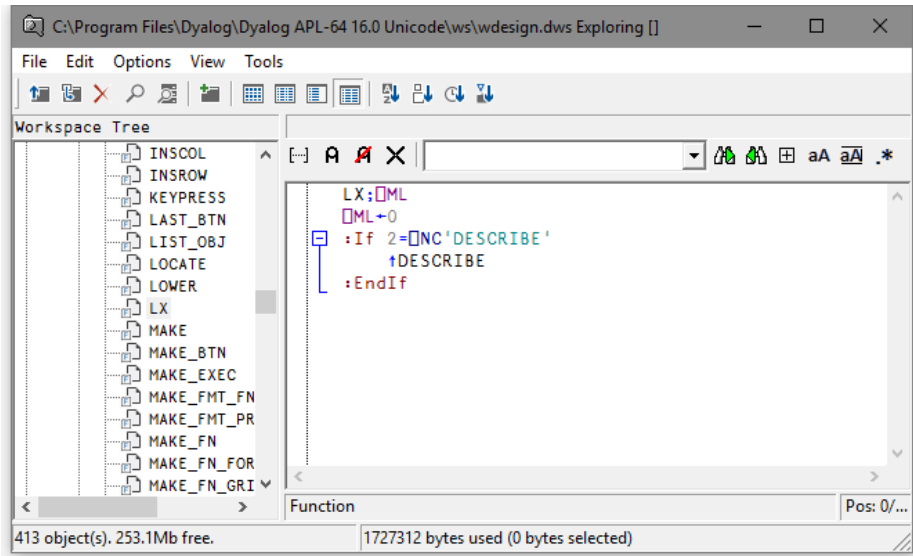 C:\Program Files\Dyalog\Dyalog APL-64 16.0 Unicode\ws\wdesign.dws Exploring []
File Edit Options View Tools
Workspace Tree
INSCOL
INSROW
KEYPRESS
LAST_BTN
LIST_OBJ
LOCATE
LOWER
LX
MAKE
MAKE_BTN
MAKE_EXEC
MAKE_FMT_FN
MAKE_FMT_PR
MAKE_FN
MAKE_FN_FOR
MAKE_FN_GRI
aA aA .*
LX;⎕ML
⎕ML←0
:If 2=⎕NC'DESCRIBE'
↑DESCRIBE
:EndIf
Function Pos: 0/...
413 object(s). 253.1Mb free. 1727312 bytes used (0 bytes selected)